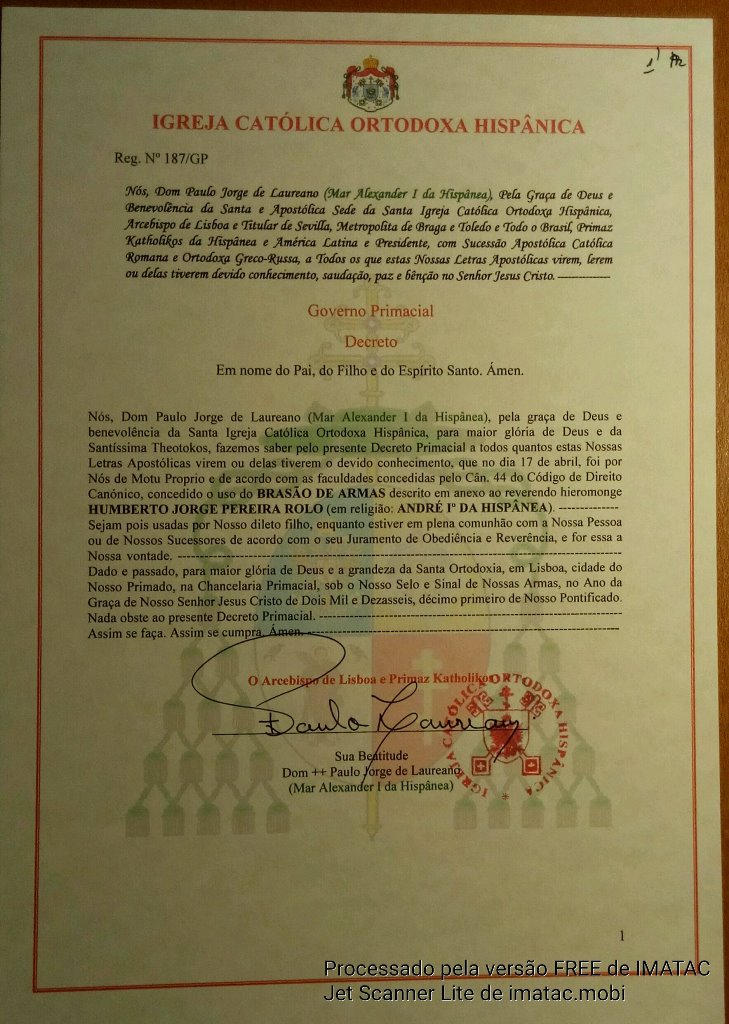 1) PR
IGREJA CATÓLICA ORTODOXA HISPÂNICA
Reg. Nº 187/GP
Nós, Dom Paulo Jorge de Laureano (Mar Alexander I da Hispânea), Pela Graça de Deus e
Benevolência da Santa e Apostólica Sede da Santa Igreja Católica Ortodoxa Hispânica,
Arcebispo de Lisboa e Titular de Sevilla, Metropolita de Braga e Toledo e Todo o Brasil, Primaz
Katholikos da Hispânea e América Latina e Presidente, com Sucessão Apostólica Católica
Romana e Ortodoxa Greco-Russa, a Todos os que estas Nossas Letras Apostólicas virem, lerem
ou delas tiverem devido conhecimento, saudação, paz e bênção no Senhor Jesus Cristo. ---------------
Governo Primacial
Decreto
Em nome do Pai, do Filho e do Espírito Santo. Ámen.
Nós, Dom Paulo Jorge de Laureano (Mar Alexander I da Hispânea), pela graça de Deus e
benevolência da Santa Igreja Católica Ortodoxa Hispânica, para maior glória de Deus e da
Santíssima Theotokos, fazemos saber pelo presente Decreto Primacial a todos quantos estas Nossas
Letras Apostólicas virem ou delas tiverem o devido conhecimento, que no dia 17 de abril, foi por
Nós de Motu Proprio e de acordo com as faculdades concedidas pelo Cân. 44 do Código de Direito
Canónico, concedido o uso do BRASÃO DE ARMAS descrito em anexo ao reverendo hieromonge
HUMBERTO JORGE PEREIRA ROLO (em religião: ANDRÉ Iº DA HISPÂNEA). ---------------
Sejam pois usadas por Nosso dileto filho, enquanto estiver em plena comunhão com a Nossa Pessoa
ou de Nossos Sucessores de acordo com o seu Juramento de Obediência e Reverência, e for essa a
Nossa vontade. ---------------
Dado e passado, para maior glória de Deus e a grandeza da Santa Ortodoxia, em Lisboa, cidade do
Nosso Primado, na Chancelaria Primacial, sob o Nosso Selo e Sinal de Nossas Armas, no Ano da
Graça de Nosso Senhor Jesus Cristo de Dois Mil e Dezasseis, décimo primeiro de Nosso Pontificado.
Nada obste ao presente Decreto Primacial. ---------------
Assim se faça. Assim se cumpra. Ámen. ---------------
O Arcebispo de Lisboa e Primaz Katholikos
Paulo Laureano
IGREJA CATÓLICA ORTODOXA HISPÂNICA *
Sua Beatitude
Dom ++ Paulo Jorge de Laureano
(Mar Alexander I da Hispânea)
1
Processado pela versão FREE de IMATAC
Jet Scanner Lite de imatac.mobi